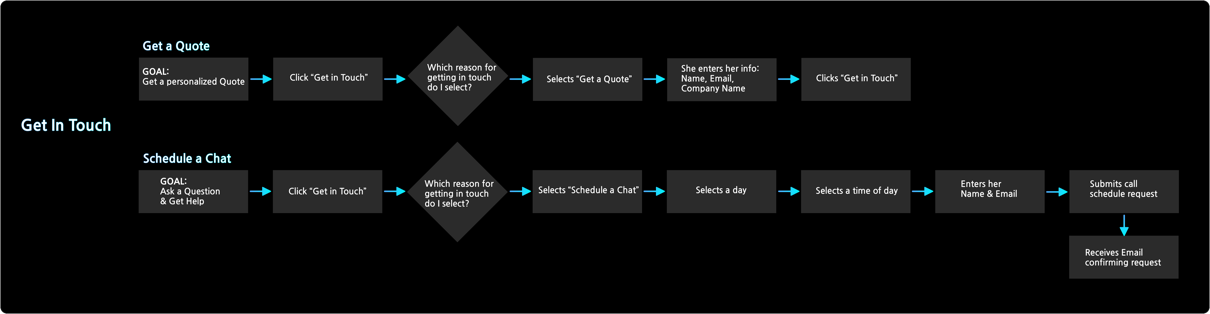 Get In Touch
Get a Quote
GOAL:
Get a personalized Quote
Click "Get in Touch"
Which reason for
getting in touch
do I select?
Selects "Get a Quote"
She enters her info:
Name, Email,
Company Name
Clicks "Get in Touch"
Schedule a Chat
GOAL:
Ask a Question
& Get Help
Click "Get in Touch"
Which reason for
getting in touch
do I select?
Selects "Schedule a Chat"
Selects a day
Selects a time of day
Enters her
Name & Email
Submits call
schedule request
Receives Email
confirming request